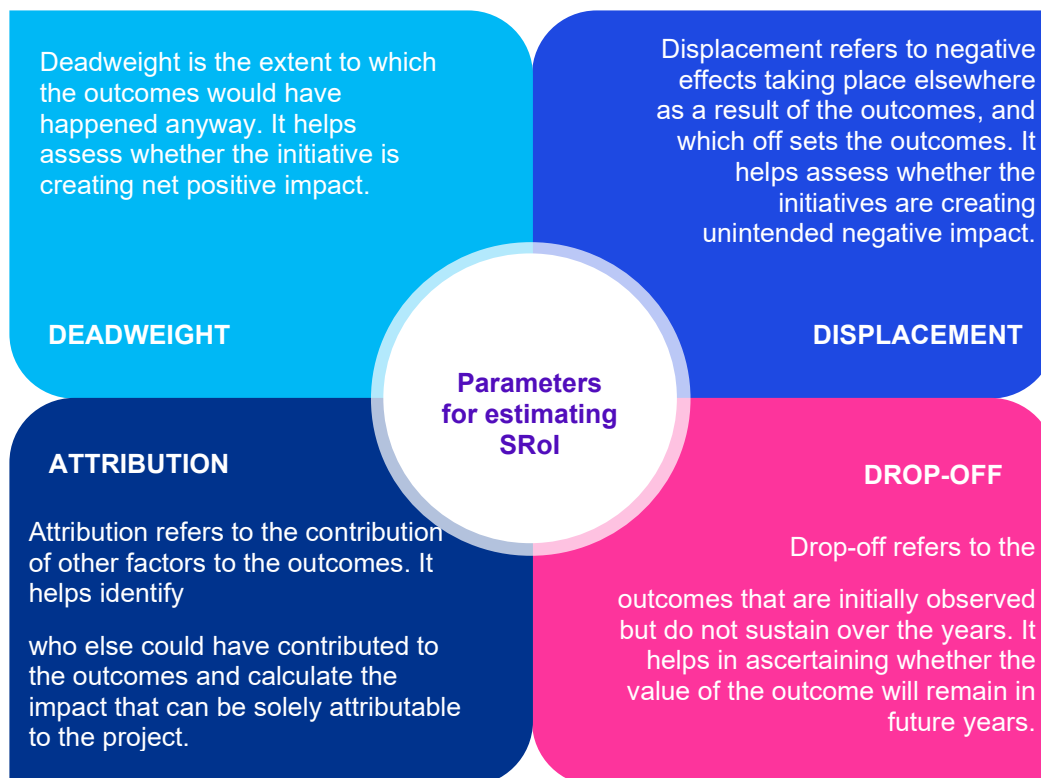 Deadweight is the extent to which
the outcomes would have
happened anyway. It helps
assess whether the initiative is
creating net positive impact.
DEADWEIGHT
Displacement refers to negative
effects taking place elsewhere
as a result of the outcomes, and
which off sets the outcomes. It
helps assess whether the
initiatives are creating
unintended negative impact.
DISPLACEMENT
Parameters
for estimating
SRoI
ATTRIBUTION
Attribution refers to the contribution
of other factors to the outcomes. It
helps identify
who else could have contributed to
the outcomes and calculate the
impact that can be solely attributable
to the project.
DROP-OFF
Drop-off refers to the
outcomes that are initially observed
but do not sustain over the years. It
helps in ascertaining whether the
value of the outcome will remain in
future years.